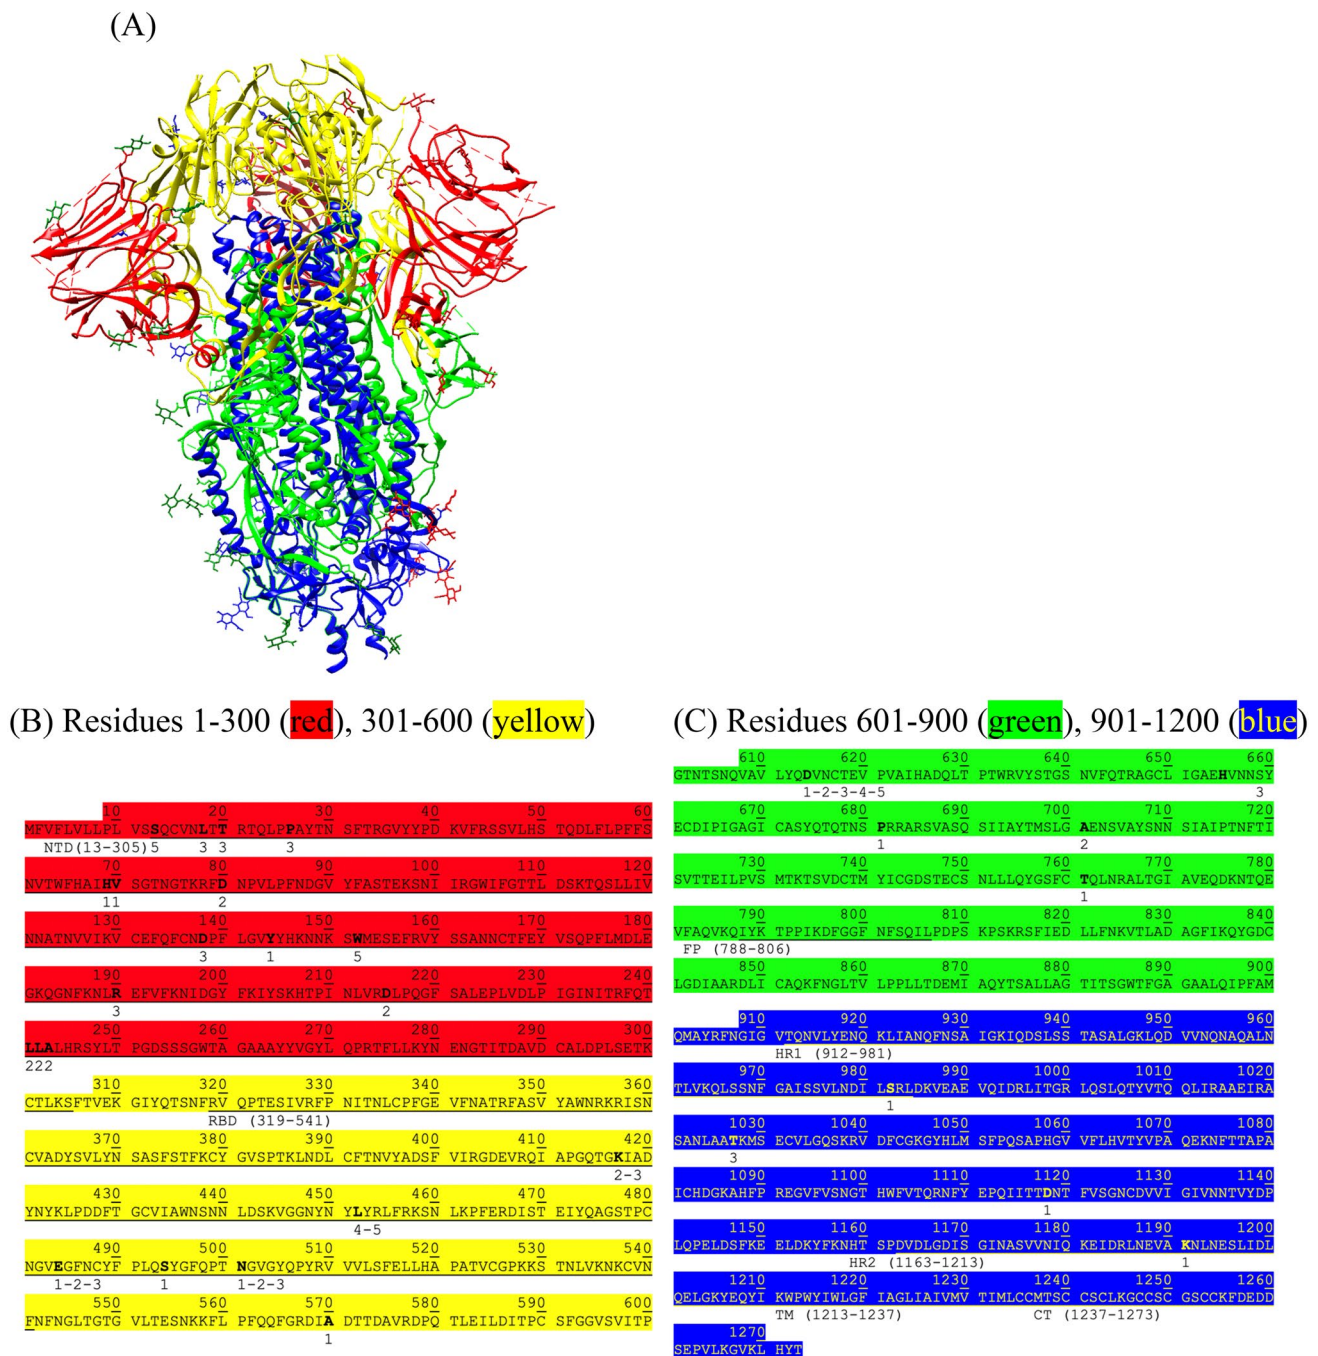 (A)
(B) Residues 1-300 (red), 301-600 (yellow)
10 20 30 40 50 60
MFVFLVLLPL VSSQCVNLTT RTQLPPAYTN SFTRGVYYPD KVFRSSVLHS TQDLFLPFFS
NTD(13-305)5 3 3 3
70 80 90 100 110 120
NVTWFHAIHV SGTNGTKRFD NPVLPFNDGV YFASTEKSNI IRGWIFGTTL DSKTQSLLIV
11 2
130 140 150 160 170 180
NNATNVVIKV CEFQFCNDPF LGVYYHKNNK SWMESEFRVY SSANNCTFEY VSQPFLMDLE
3 1 5
190 200 210 220 230 240
GKQGNFKNLR EFVFKNIDGY FKIYSKHTPI NLVRDLPQGF SALEPLVDLP IGINITRFQT
3 2
250 260 270 280 290 300
LLALHRSYLT PGDSSSGWTA GAAAYYVGYL QPRTFLLKYN ENGTITDAVD CALDPLSETK
222
310 320 330 340 350 360
CTLKSFTVEK GIYQTSNFRV QPTESIVRFP NITNLCPFGE VFNATRFASV YAWNRKRISN
RBD (319-541)
370 380 390 400 410 420
CVADYSVLYN SASFSTFKCY GVSPTKLNDL CFTNVYADSF VIRGDEVRQI APGQTGKIAD
2-3
430 440 450 460 470 480
YNYKLPDDFT GCVIAWNSNN LDSKVGGNYN YLYRLFRKSN LKPFERDIST EIYQAGSTPC
4-5
490 500 510 520 530 540
NGVEGFNCYF PLQSYGFQPT NGVGYQPYRV VVLSFELLHA PATVCGPKKS TNLVKNKCVN
1-2-3 1 1-2-3
550 560 570 580 590 600
FNFNGLTGTG VLTESNKKFL PFQQFGRDIA DTTDAVRDPQ TLEILDITPC SFGGVSVITP
1
(C) Residues 601-900 (green), 901-1200 (blue)
610 620 630 640 650 660
GTNTSNQVAV LYQDVNCTEV PVAIHADQLT PTWRVYSTGS NVFQTRAGCL IGAEHVNNSY
1-2-3-4-5 3
670 680 690 700 710 720
ECDIPIGAGI CASYQTQTNS PRRARSVASQ SIIAYTMSLG AENSVAYSNN SIAIPTNFTI
1 2
730 740 750 760 770 780
SVTTEILPVS MTKTSVDCTM YICGDSTECS NLLLQYGSFC TQLNRALTGI AVEQDKNTQE
1
790 800 810 820 830 840
VFAQVKQIYK TPPIKDFGGF NFSQILPDPS KPSKRSFIED LLFNKVTLAD AGFIKQYGDC
FP (788-806)
850 860 870 880 890 900
LGDIAARDLI CAQKFNGLTV LPPLLTDEMI AQYTSALLAG TITSGWTFGA GAALQIPFAM
910 920 930 940 950 960
QMAYRFNGIG VTQNVLYENQ KLIANQFNSA IGKIQDSLSS TASALGKLQD VVNQNAQALN
HR1 (912-981)
970 980 990 1000 1010 1020
TLVKQLSSNF GAISSVLNDI LSRLDKVEAE VQIDRLITGR LQSLQTYVTQ QLIRAAEIRA
1
1030 1040 1050 1060 1070 1080
SANLAATKMS ECVLGQSKRV DFCGKGYHLM SFPQSAPHGV VFLHVTYVPA QEKNFTTAPA
3
1090 1100 1110 1120 1130 1140
ICHDGKAHFP REGVFVSNGT HWFVTQRNFY EPQIITTDNT FVSGNCDVVI GIVNNTVYDP
1
1150 1160 1170 1180 1190 1200
LQPELDSFKE ELDKYFKNHT SPDVDLGDIS GINASVVNIQ KEIDRLNEVA KNLNESLIDL
HR2 (1163-1213) 1
1210 1220 1230 1240 1250 1260
QELGKYEQYI KWPWYIWLGF IAGLIAIVMV TIMLCCMTSC CSCLKGCCSC GSCCKFDEDD
TM (1213-1237) CT (1237-1273)
1270
SEPVLKGVKL HYT